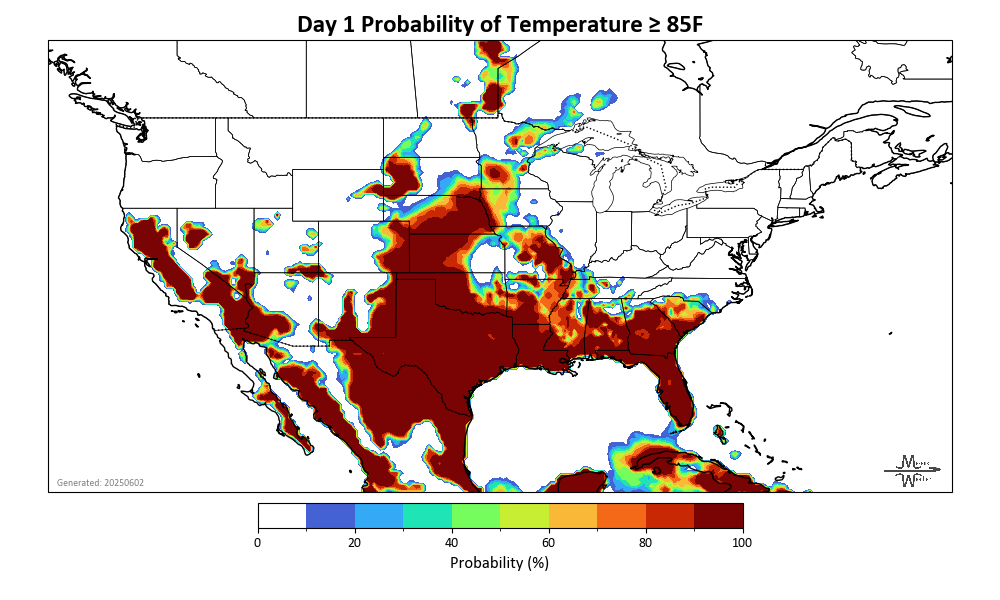 Day 1 Probability of Temperature ≥ 85F
Generated: 20250602
0 20 40 60 80 100
Probability (%)